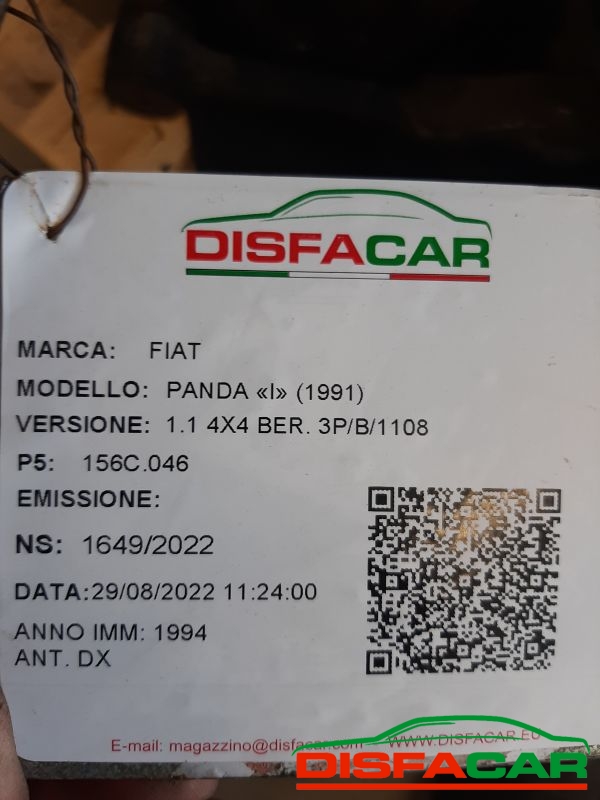 DISFACAR
MARCA: FIAT
MODELLO: PANDA «I» (1991)
VERSIONE: 1.1 4X4 BER. 3P/B/1108
P5: 156C.046
EMISSIONE:
NS: 1649/2022
DATA:29/08/2022 11:24:00
ANNO IMM: 1994
ANT. DX
E-mail: magazzino@disfacar.com WWW.DISFACAR.EU
DISFACAR